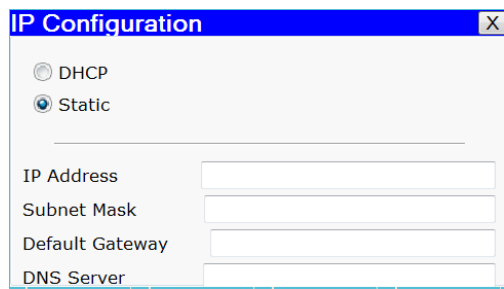 IP Configuration X
DHCP
Static
IP Address
Subnet Mask
Default Gateway
DNS Server